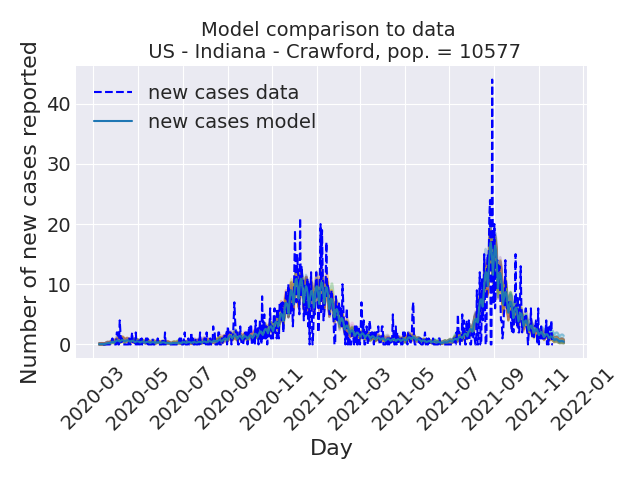 Model comparison to data
US - Indiana - Crawford, pop. = 10577
Number of new cases reported
new cases data
new cases model
40
30
20
10
0
2020-03
2020-05
2020-07
2020-09
2020-11
2021-01
2021-03
2021-05
2021-07
2021-09
2021-11
2022-01
Day